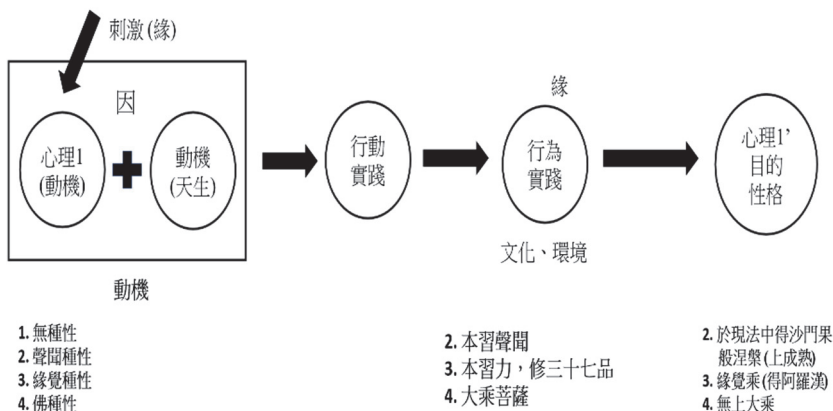 刺激(緣)
因
心理1
(動機)
動機
(天生)
動機
行動
實踐
緣
行為
實踐
文化、環境
心理1’
目的
性格
1. 無種性
2. 聲聞種性
3. 緣覺種性
4. 佛種性
2. 本習聲聞
3. 本習力，修三十七品
4. 大乘菩薩
2. 於現法中得沙門果
般涅槃(上成熟)
3. 緣覺乘(得阿羅漢)
4. 無上大乘